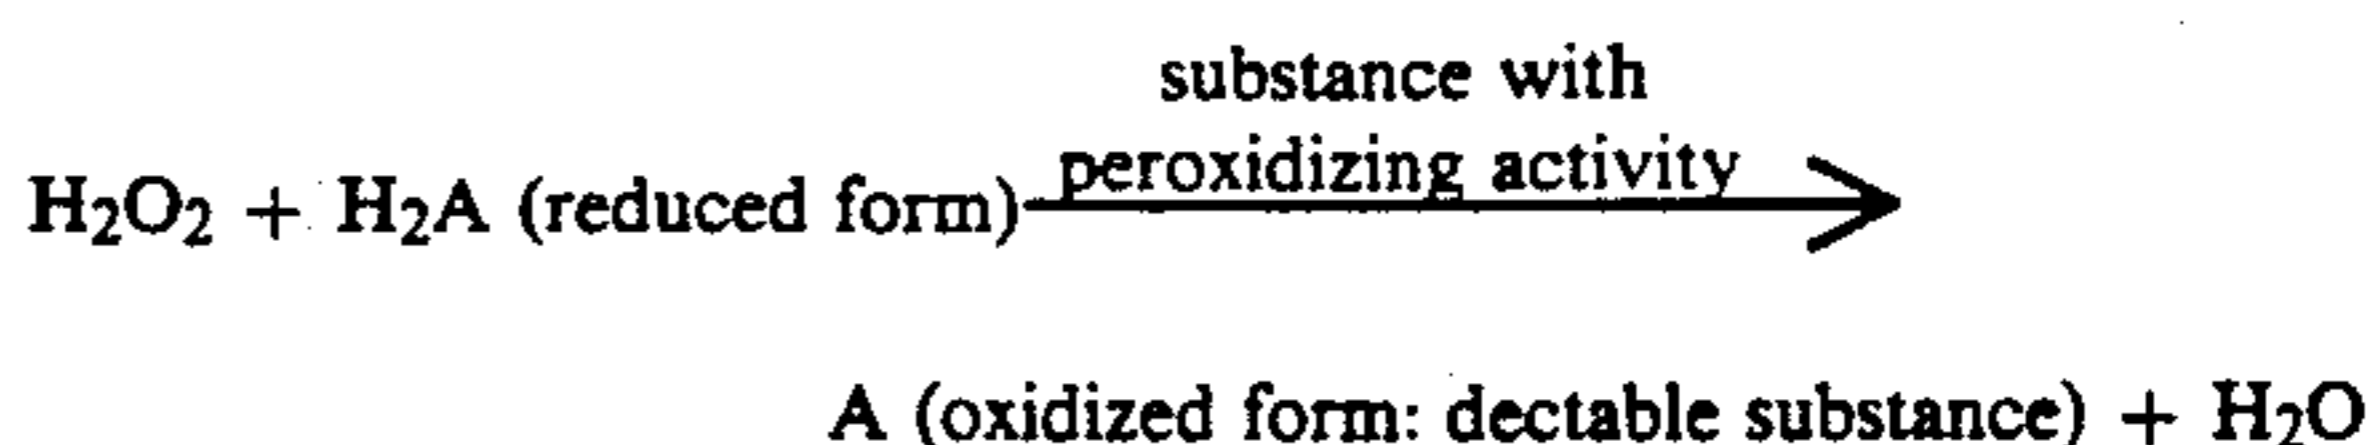 substance with
peroxidizing activity
H₂O₂ + H₂A (reduced form)
A (oxidized form: dectable substance) + H₂O